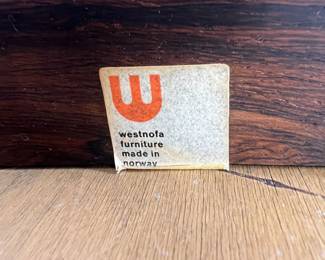 w
westnofa
furniture
made in
norway